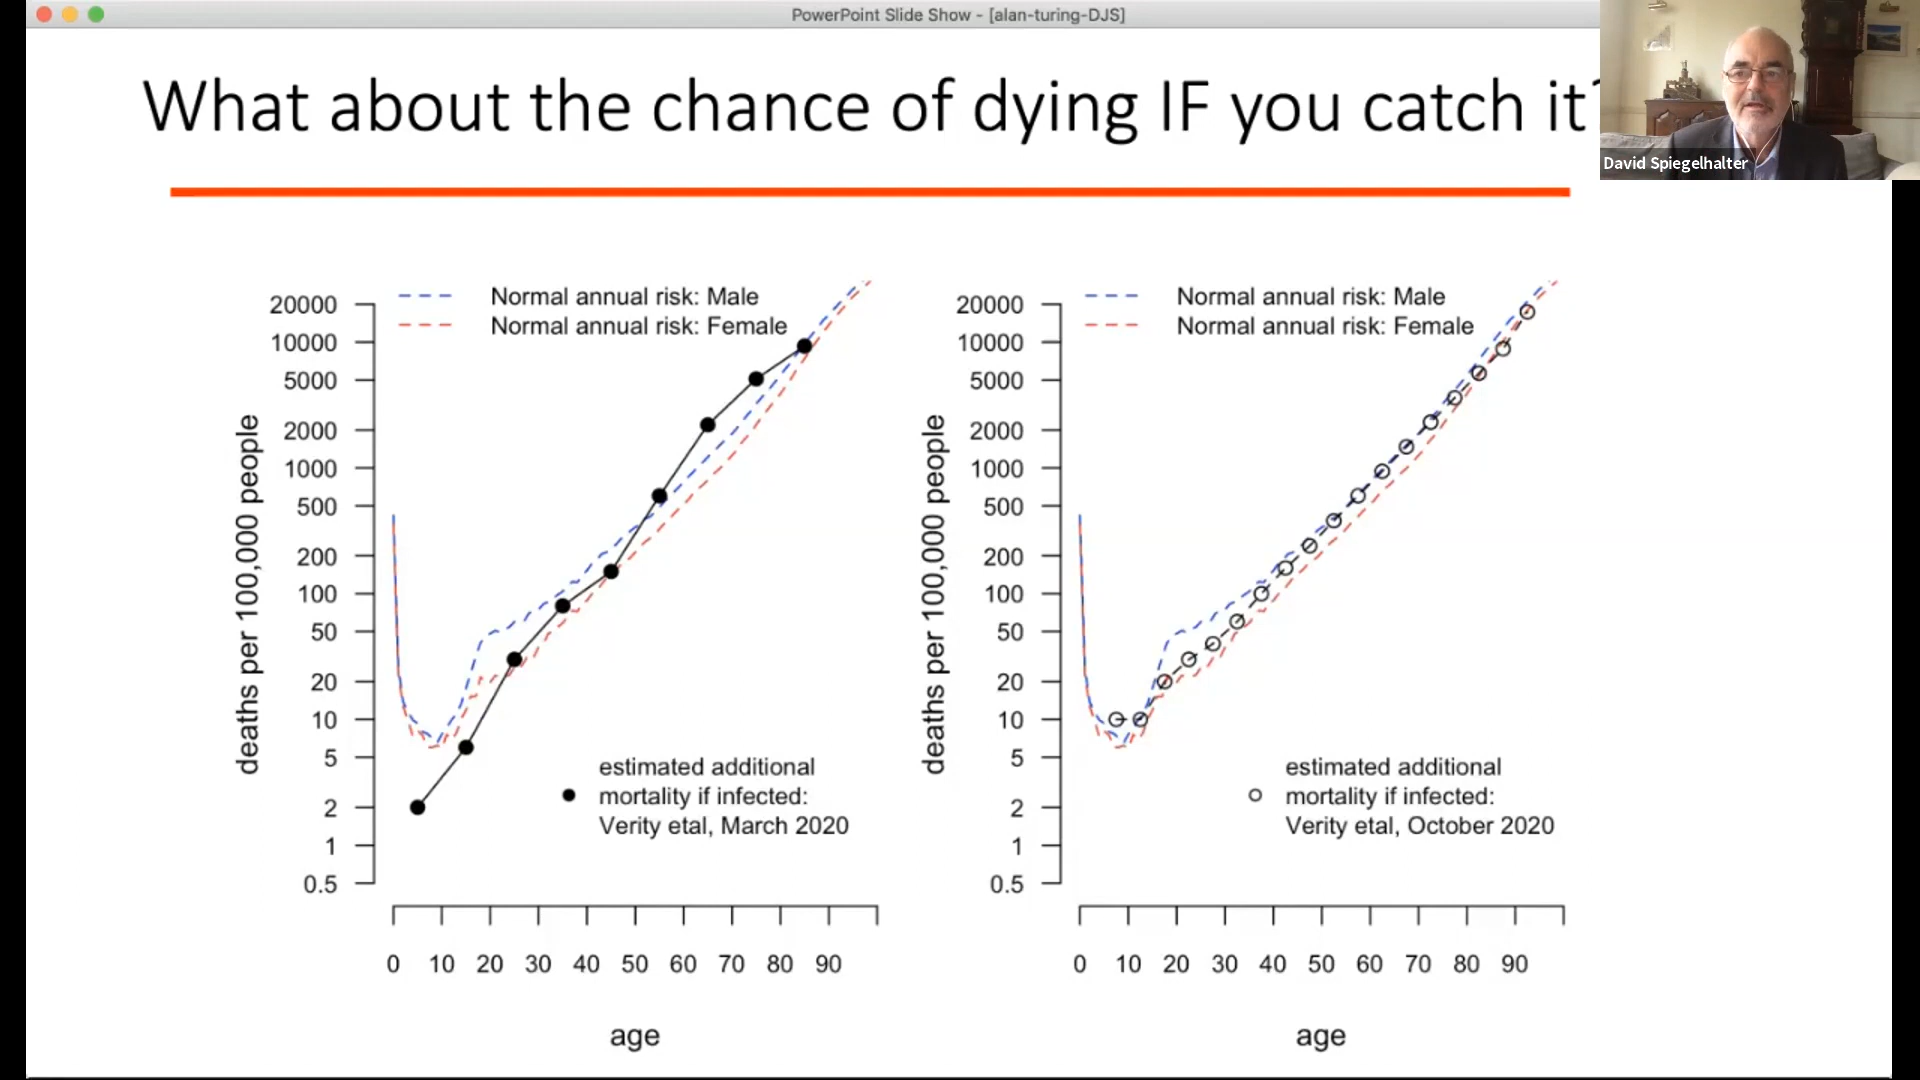 PowerPoint Slide Show - [alan-turing-DJS]
What about the chance of dying IF you catch it?
David Spiegelhalter
Normal annual risk: Male
Normal annual risk: Female
20000
10000
5000
2000
1000
500
200
100
50
20
10
5
2
1
0.5
deaths per 100,000 people
estimated additional
mortality if infected:
Verity etal, March 2020
0 10 20 30 40 50 60 70 80 90
age
Normal annual risk: Male
Normal annual risk: Female
20000
10000
5000
2000
1000
500
200
100
50
20
10
5
2
1
0.5
deaths per 100,000 people
estimated additional
mortality if infected:
Verity etal, October 2020
0 10 20 30 40 50 60 70 80 90
age